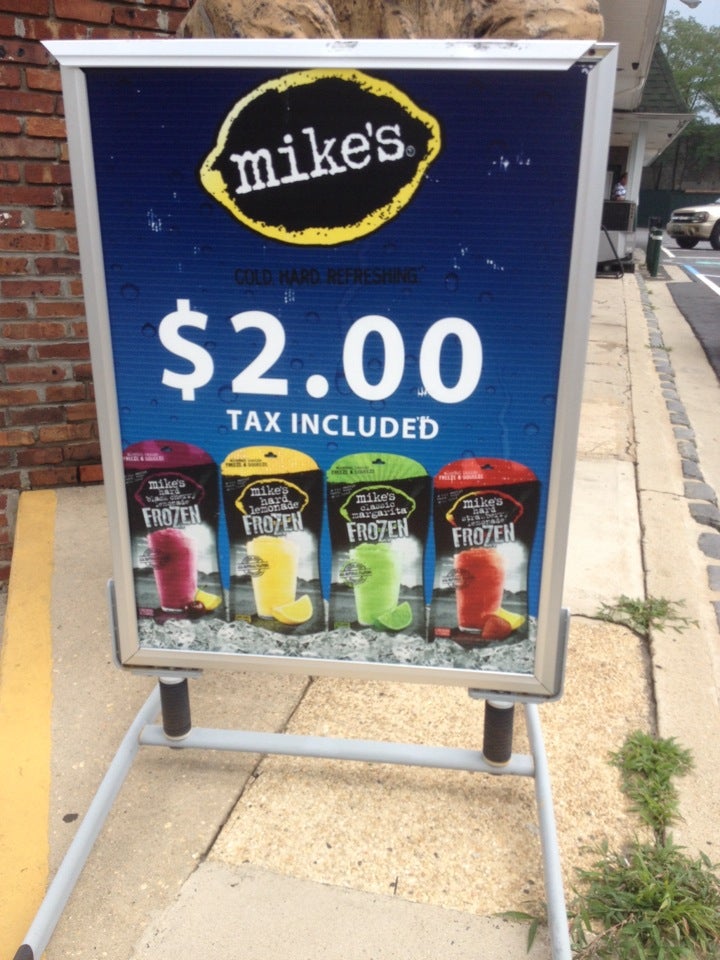 mike's
COLD. HARD. REFRESHING
$2.00
TAX INCLUDED
mike's
hard
black cherry
lemonade
FROZEN
mike's
hard
lemonade
FROZEN
mike's
classic
margarita
FROZEN
mike's
hard
strawberry
lemonade
FROZEN